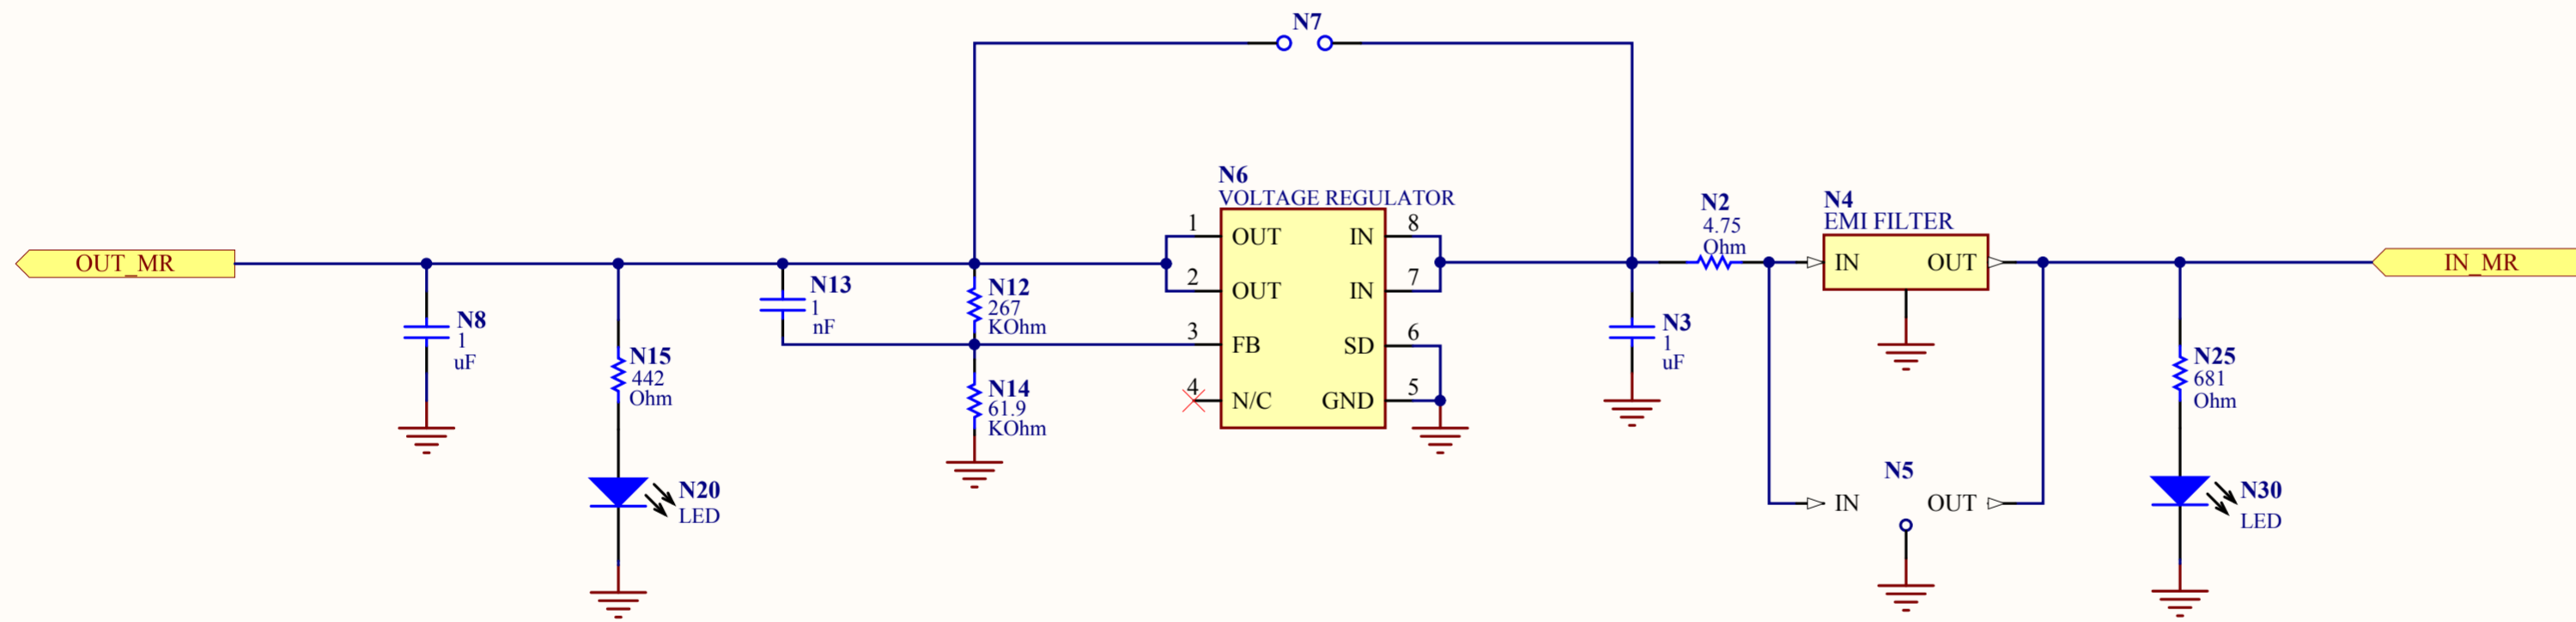 N7
N6
VOLTAGE REGULATOR
1 OUT IN 8
2 OUT IN 7
3 FB SD 6
4 N/C GND 5
OUT_MR
N8
1
uF
N15
442
Ohm
N20
LED
N13
1
nF
N12
267
KOhm
N14
61.9
KOhm
N3
1
uF
N2
4.75
Ohm
N4
EMI FILTER
IN OUT
N5
IN OUT
IN_MR
N25
681
Ohm
N30
LED